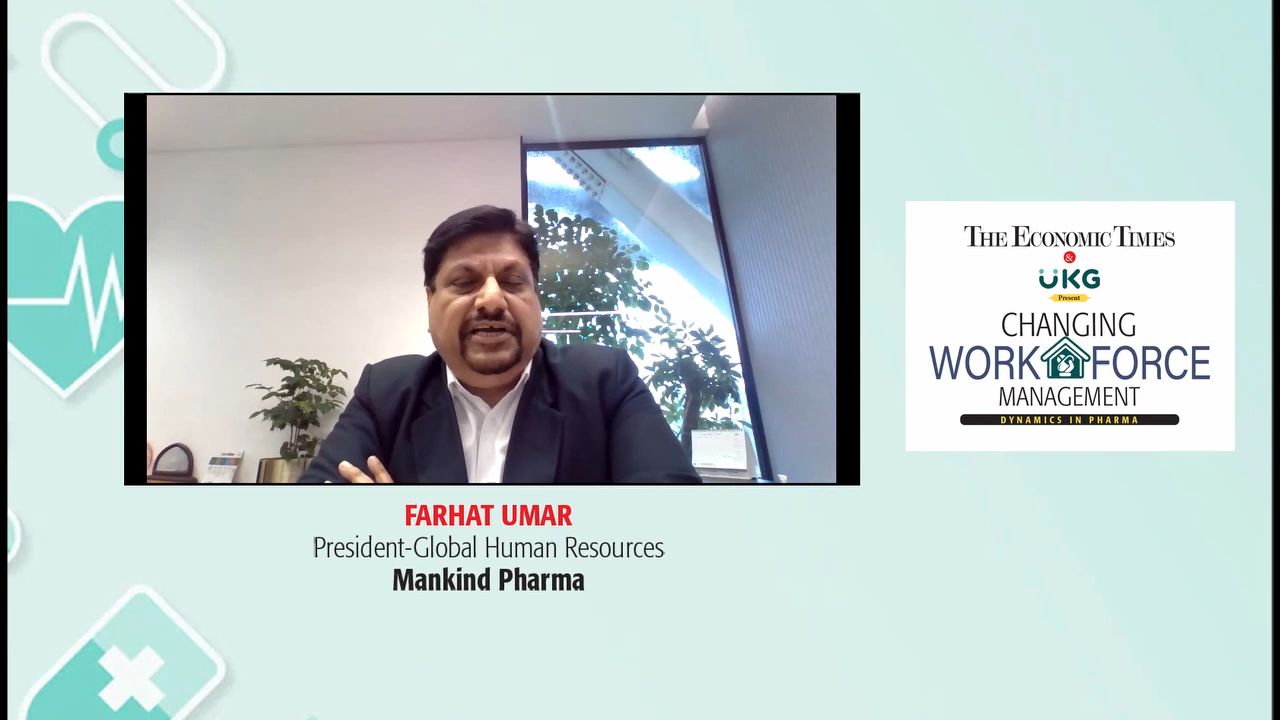 THE ECONOMIC TIMES
&
UKG
Present
CHANGING
WORK FORCE
MANAGEMENT
DYNAMICS IN PHARMA
FARHAT UMAR
President-Global Human Resources
Mankind Pharma